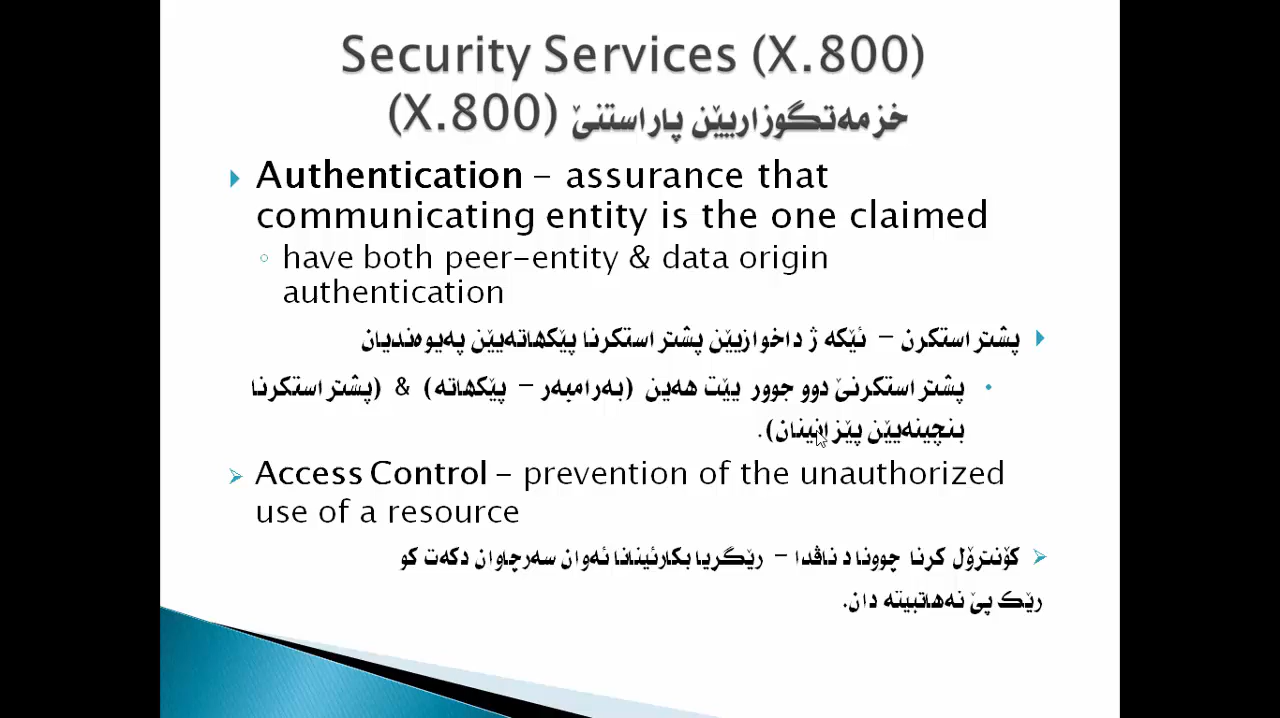 Security Services (X.800)
خزمەتگوزاریێن پاراستنێ (X.800)
Authentication – assurance that
communicating entity is the one claimed
have both peer-entity & data origin
authentication
پشتراستکرن – ئێکە ژ داخوازیێن پشتراستکرنا پێکهاتەیێن پەیوەندیان
پشتراستکرنێ دوو جوور یێت هەین (بەرامبەر – پێکهاتە) & (پشتراستکرنا
بنچینەیێن پێزانینان).
Access Control – prevention of the unauthorized
use of a resource
کۆنترۆل کرنا چوونا د ناڤدا – رێگریا بکارئینانا ئەوان سەرچاوان دکەت کو
رێک پێ نەهاتبیتە دان.